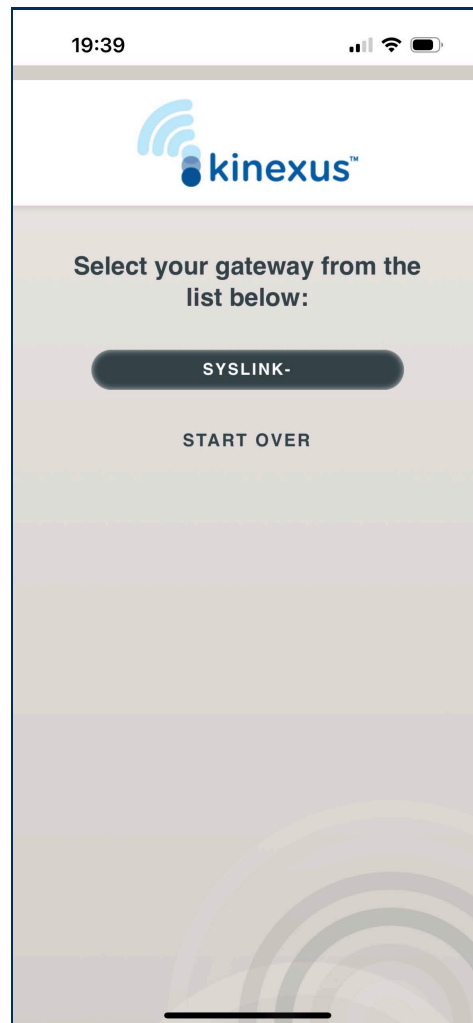 19:39
kinexus™
Select your gateway from the
list below:
SYSLINK-
START OVER